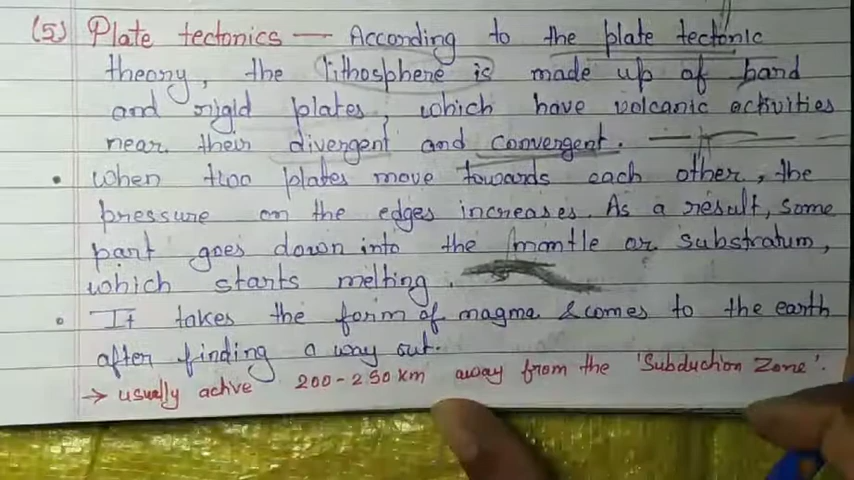 (5) Plate tectonics — According to the plate tectonic
theory, the lithosphere is made up of hard
and rigid plates, which have volcanic activities
near their divergent and convergent.
• When two plates move towards each other, the
pressure on the edges increases. As a result, some
part goes down into the mantle or substratum,
which starts melting.
• It takes the form of magma & comes to the earth
after finding a way out.
→ usually active 200-250 km away from the 'Subduction Zone'.